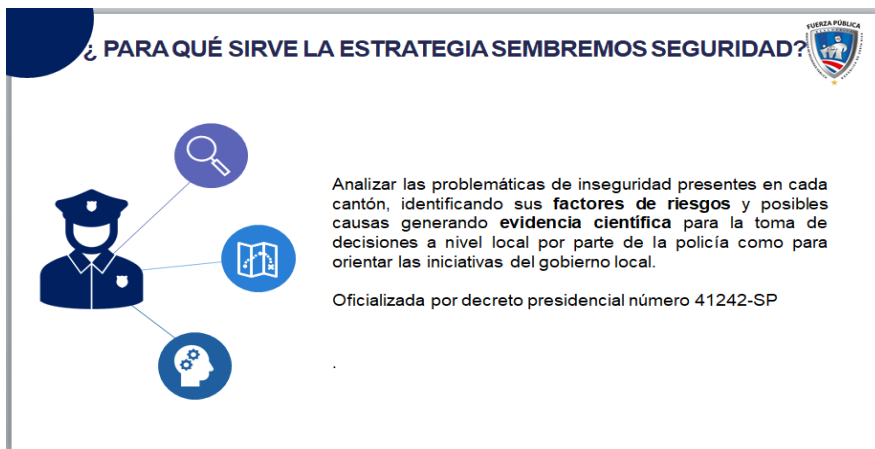 ¿ PARA QUÉ SIRVE LA ESTRATEGIA SEMBREMOS SEGURIDAD?
FUERZA PÚBLICA
Analizar las problemáticas de inseguridad presentes en cada
cantón, identificando sus factores de riesgos y posibles
causas generando evidencia científica para la toma de
decisiones a nivel local por parte de la policía como para
orientar las iniciativas del gobierno local.
Oficializada por decreto presidencial número 41242-SP
.